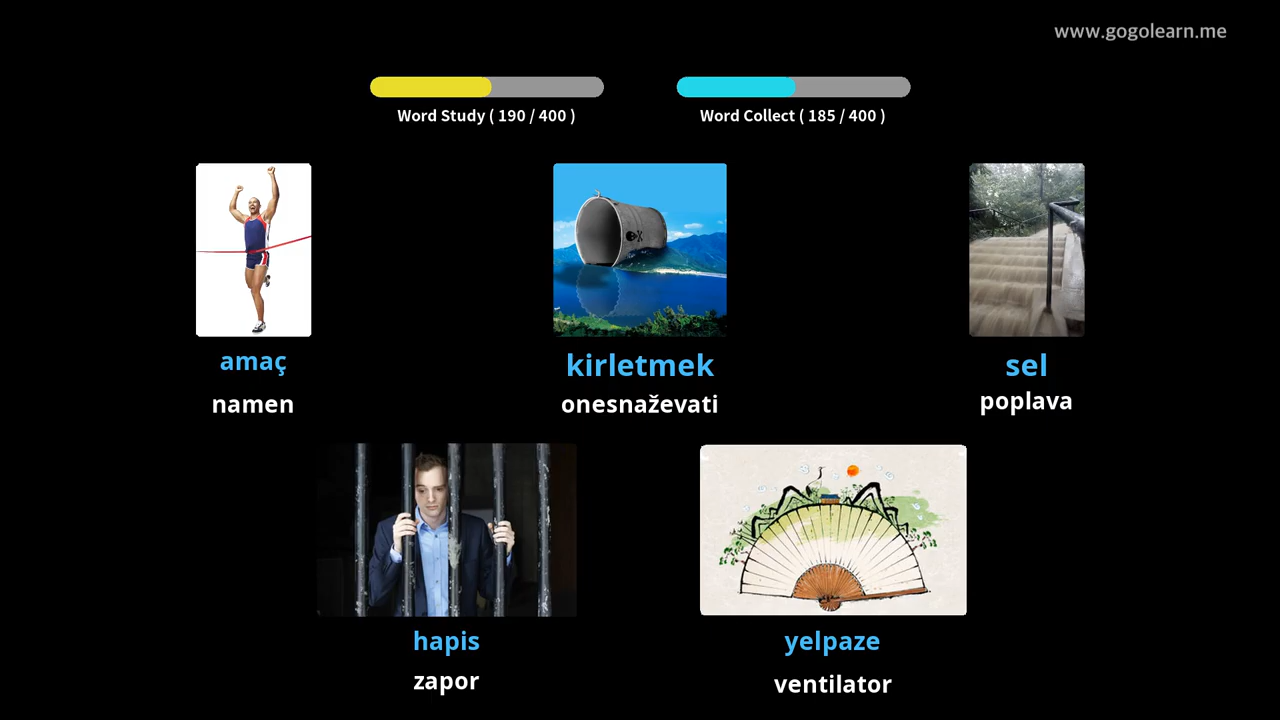 www.gogolearn.me
Word Study ( 190 / 400 )
Word Collect ( 185 / 400 )
amaç
namen
kirletmek
onesnaževati
sel
poplava
hapis
zapor
yelpaze
ventilator